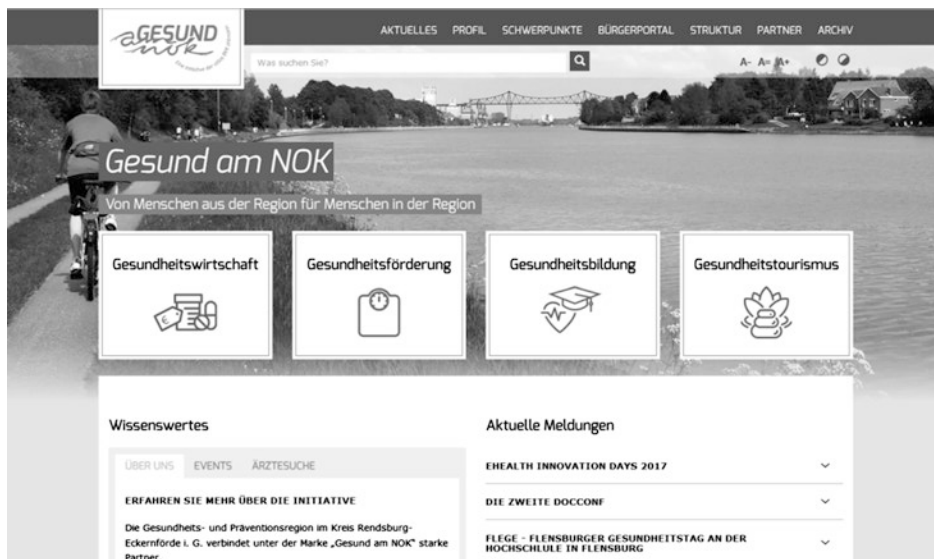 GESUND
am nok
AKTUELLES PROFIL SCHWERPUNKTE BÜRGERPORTAL STRUKTUR PARTNER ARCHIV
Was suchen Sie?
A- A= A+
Gesund am NOK
Von Menschen aus der Region für Menschen in der Region
Gesundheitswirtschaft
Gesundheitsförderung
Gesundheitsbildung
Gesundheitstourismus
Wissenswertes
ÜBER UNS EVENTS ÄRZTESUCHE
ERFAHREN SIE MEHR ÜBER DIE INITIATIVE
Die Gesundheits- und Präventionsregion im Kreis Rendsburg-
Eckernförde i. G. verbindet unter der Marke „Gesund am NOK“ starke
Partner
Aktuelle Meldungen
EHEALTH INNOVATION DAYS 2017
DIE ZWEITE DOCCONF
FLEGE - FLENSBURGER GESUNDHEITSTAG AN DER
HOCHSCHLULE IN FLENSBURG